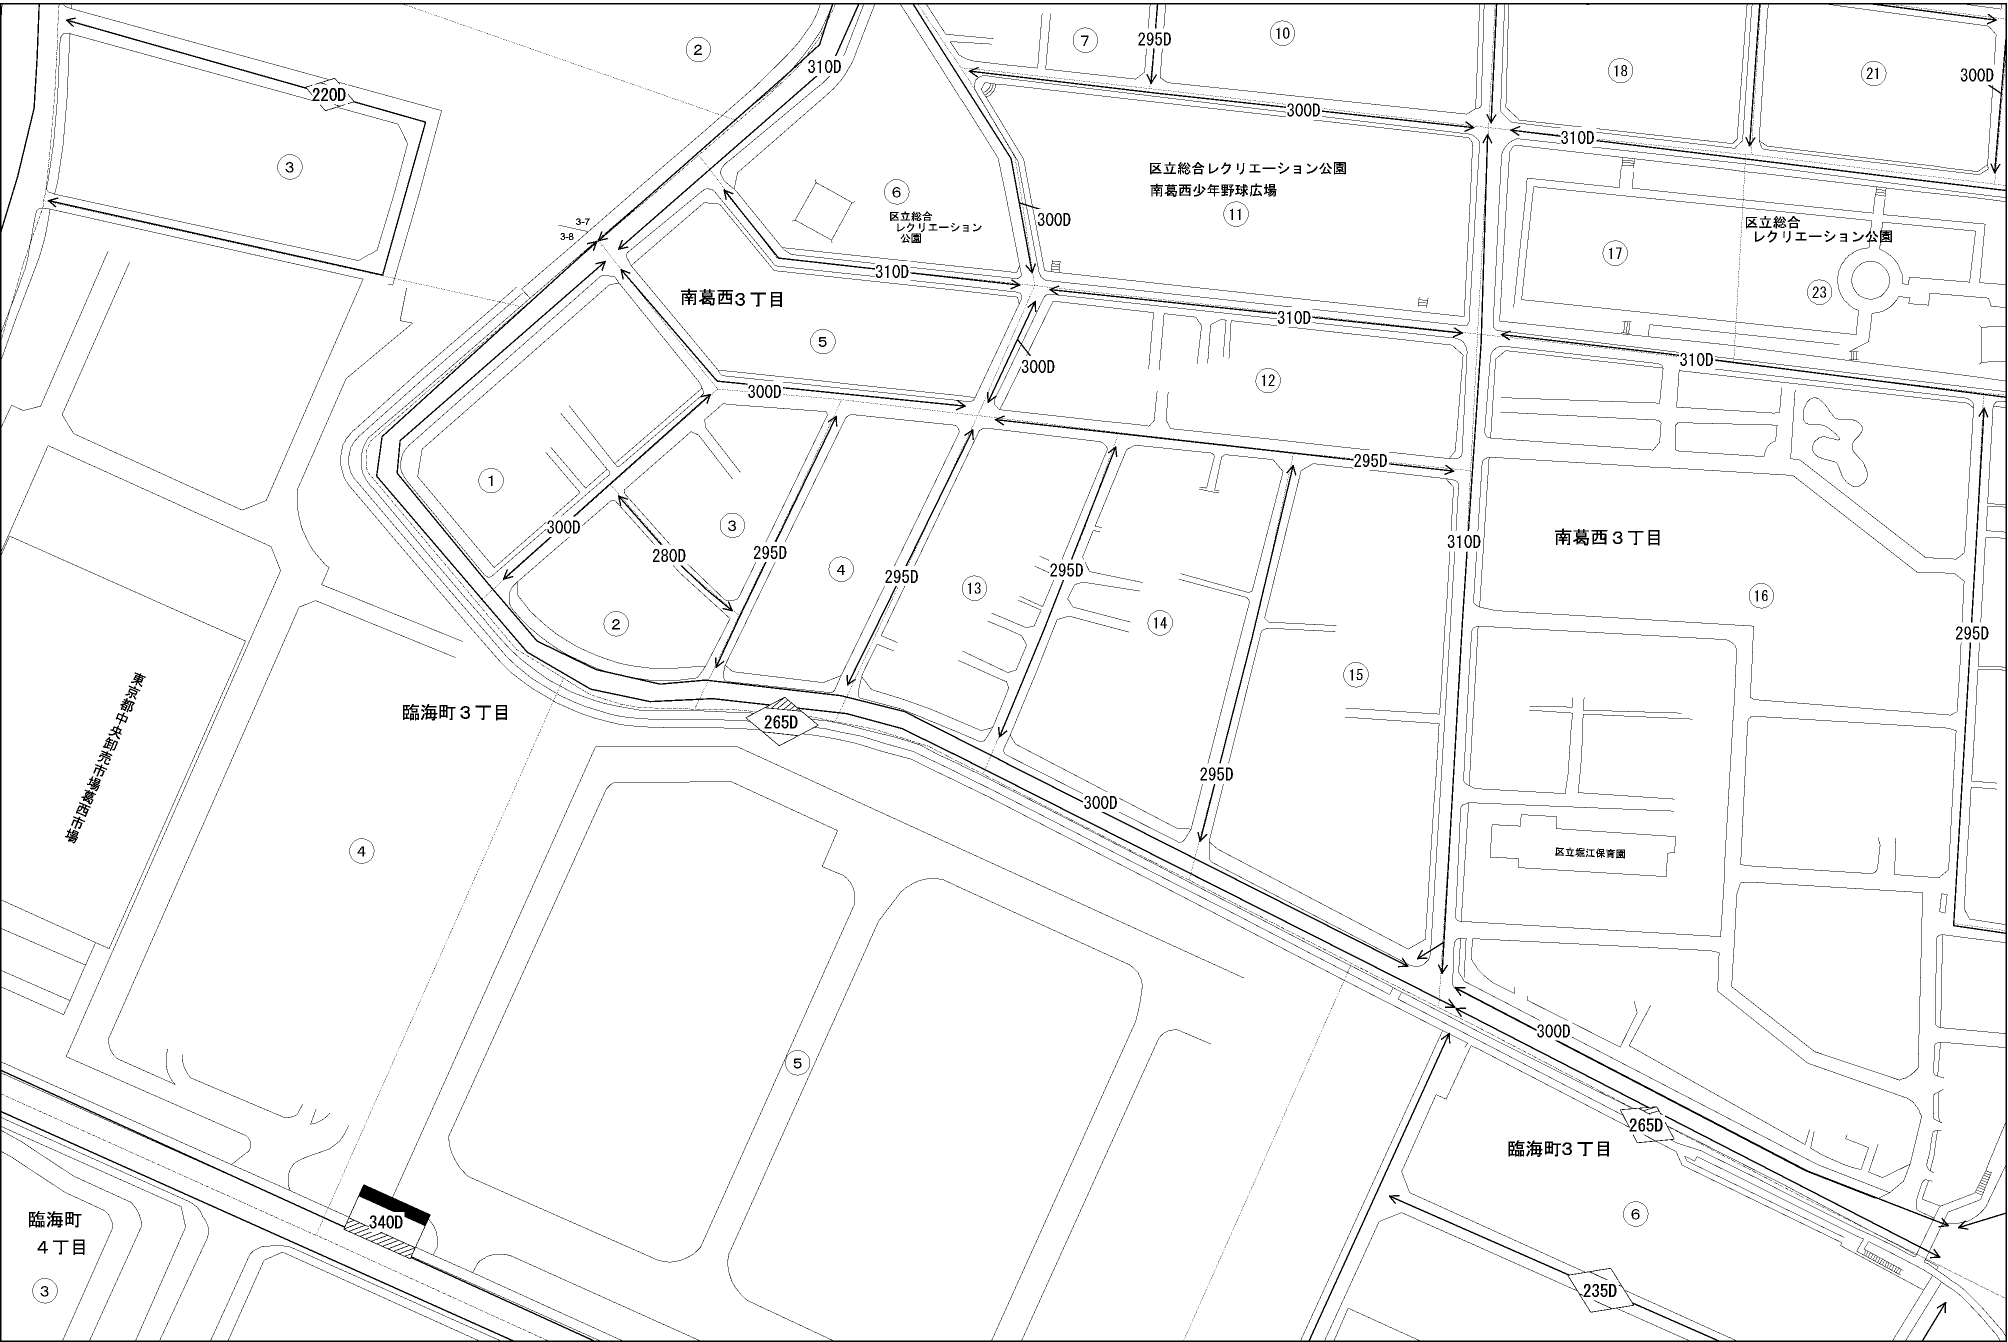 ②
⑦
295D
⑩
⑱
㉑
300D
310D
220D
③
300D
310D
区立総合レクリエーション公園
南葛西少年野球広場
⑪
⑥
区立総合
レクリエーション
公園
300D
3-7
3-8
310D
区立総合
レクリエーション公園
⑰
㉓
南葛西3丁目
⑤
310D
310D
300D
300D
⑫
295D
①
300D
③
280D
295D
④
295D
⑬
295D
⑭
310D
南葛西3丁目
⑯
295D
②
⑮
臨海町3丁目
265D
295D
300D
東京都中央卸売市場葛西市場
④
区立堀江保育園
⑤
300D
265D
臨海町3丁目
⑥
235D
340D
臨海町
4丁目
③